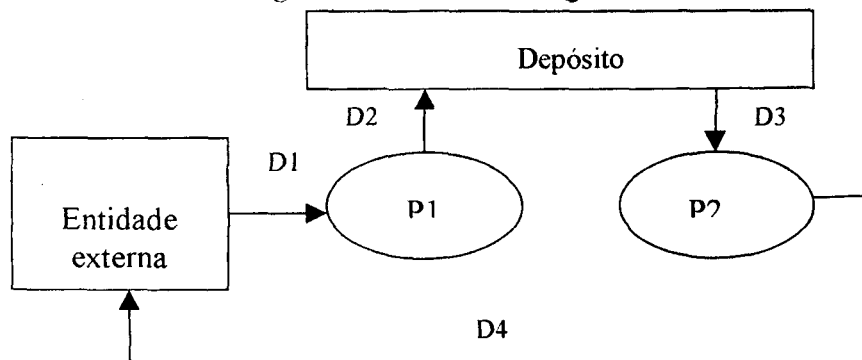 Depósito
D2
D3
D1
P1
P2
Entidade
externa
D4